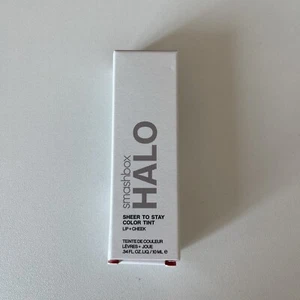 smashbox
HALO
SHEER TO STAY
COLOR TINT
LIP + CHEEK
TEINTE DE COULEUR
LÈVRES + JOUE
.34 FL. OZ. LIQ. / 10 ML ℮